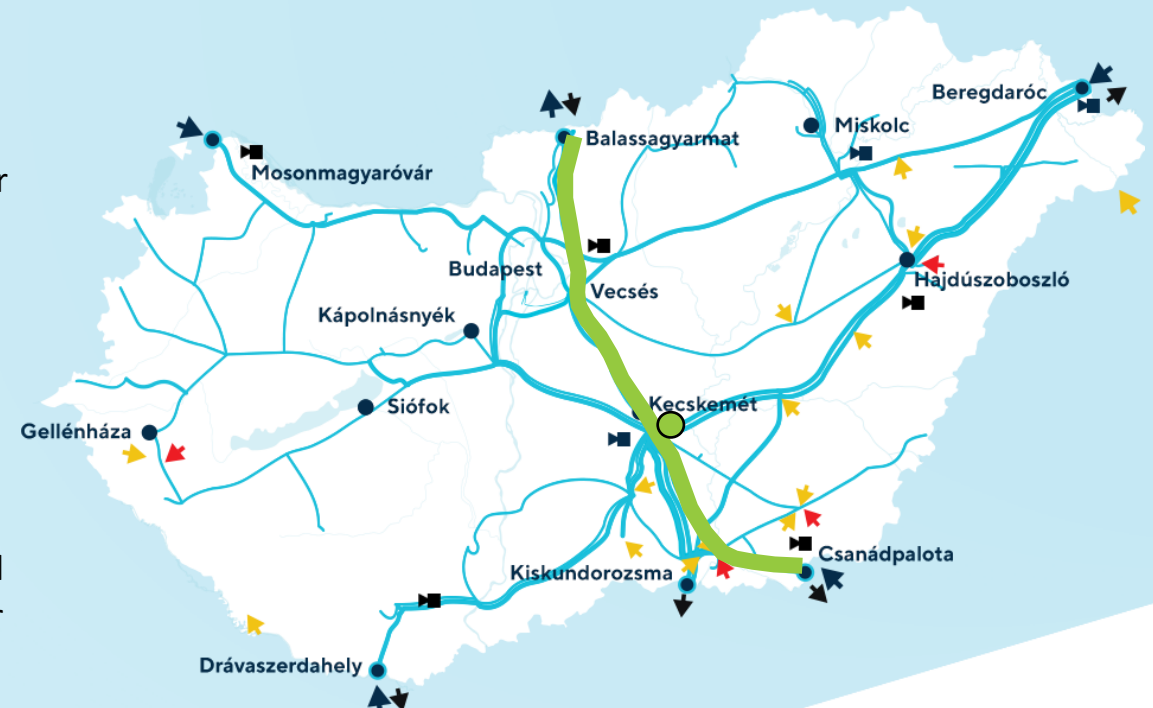 Beregdaróc
Miskolc
Balassagyarmat
Mosonmagyaróvár
r
Budapest
Hajdúszoboszló
Vecsés
Kápolnásnyék
Kecskemét
Siófok
Gellénháza
Csanádpalota
Kiskundorozsma
Drávaszerdahely